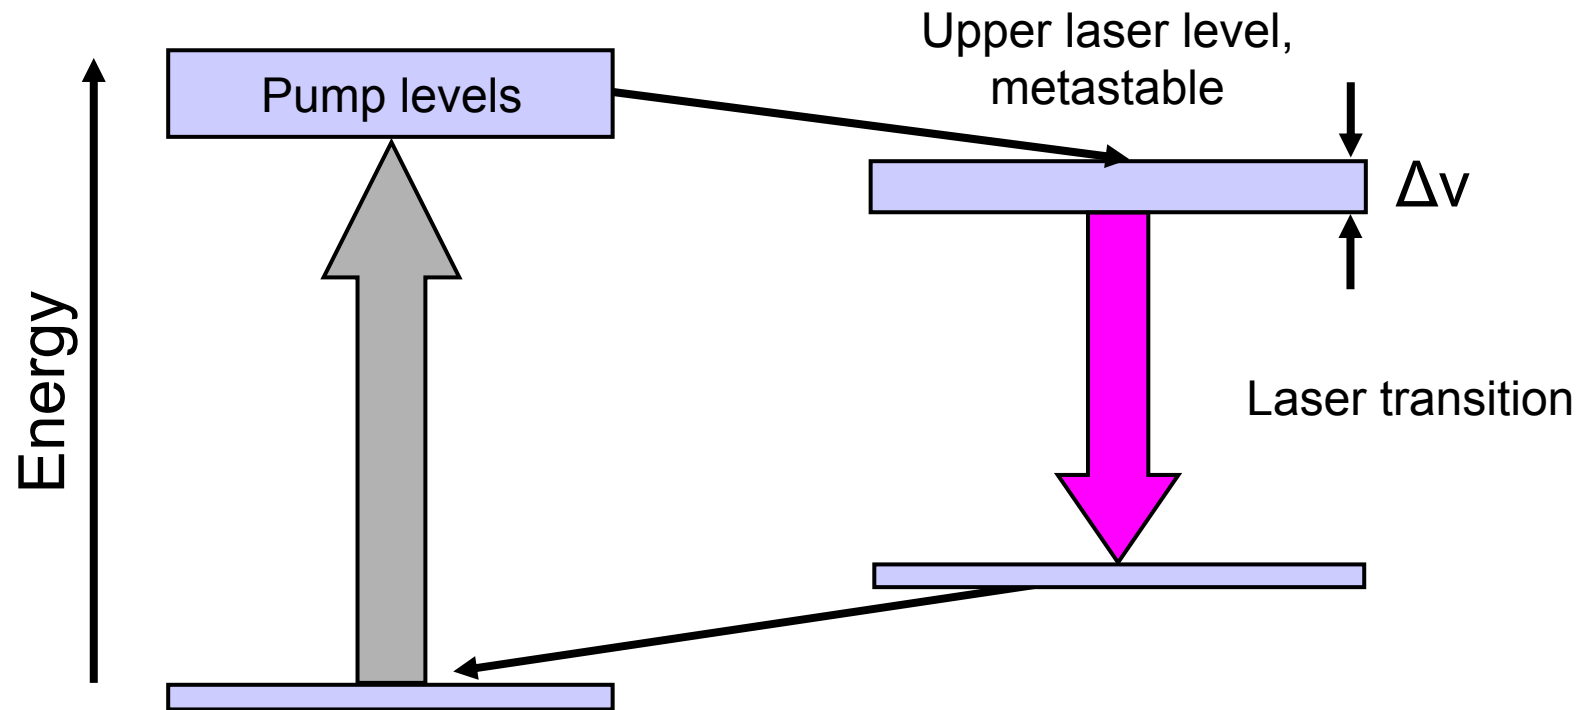 Upper laser level,
metastable
Pump levels
Δv
Energy
Laser transition